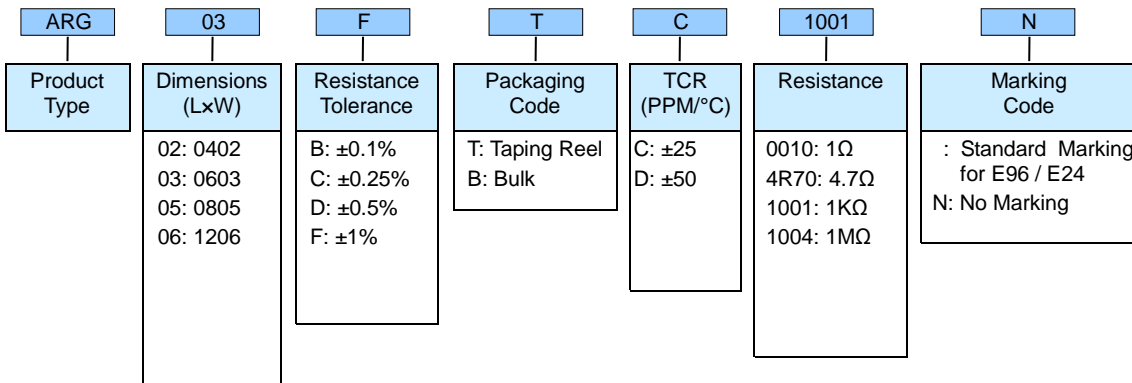 ARG 03 F T C 1001 N
Product Type
Dimensions (L×W)
Resistance Tolerance
Packaging Code
TCR (PPM/°C)
Resistance
Marking Code
02: 0402
03: 0603
05: 0805
06: 1206
B: ±0.1%
C: ±0.25%
D: ±0.5%
F: ±1%
T: Taping Reel
B: Bulk
C: ±25
D: ±50
0010: 1Ω
4R70: 4.7Ω
1001: 1KΩ
1004: 1MΩ
: Standard Marking
for E96 / E24
N: No Marking